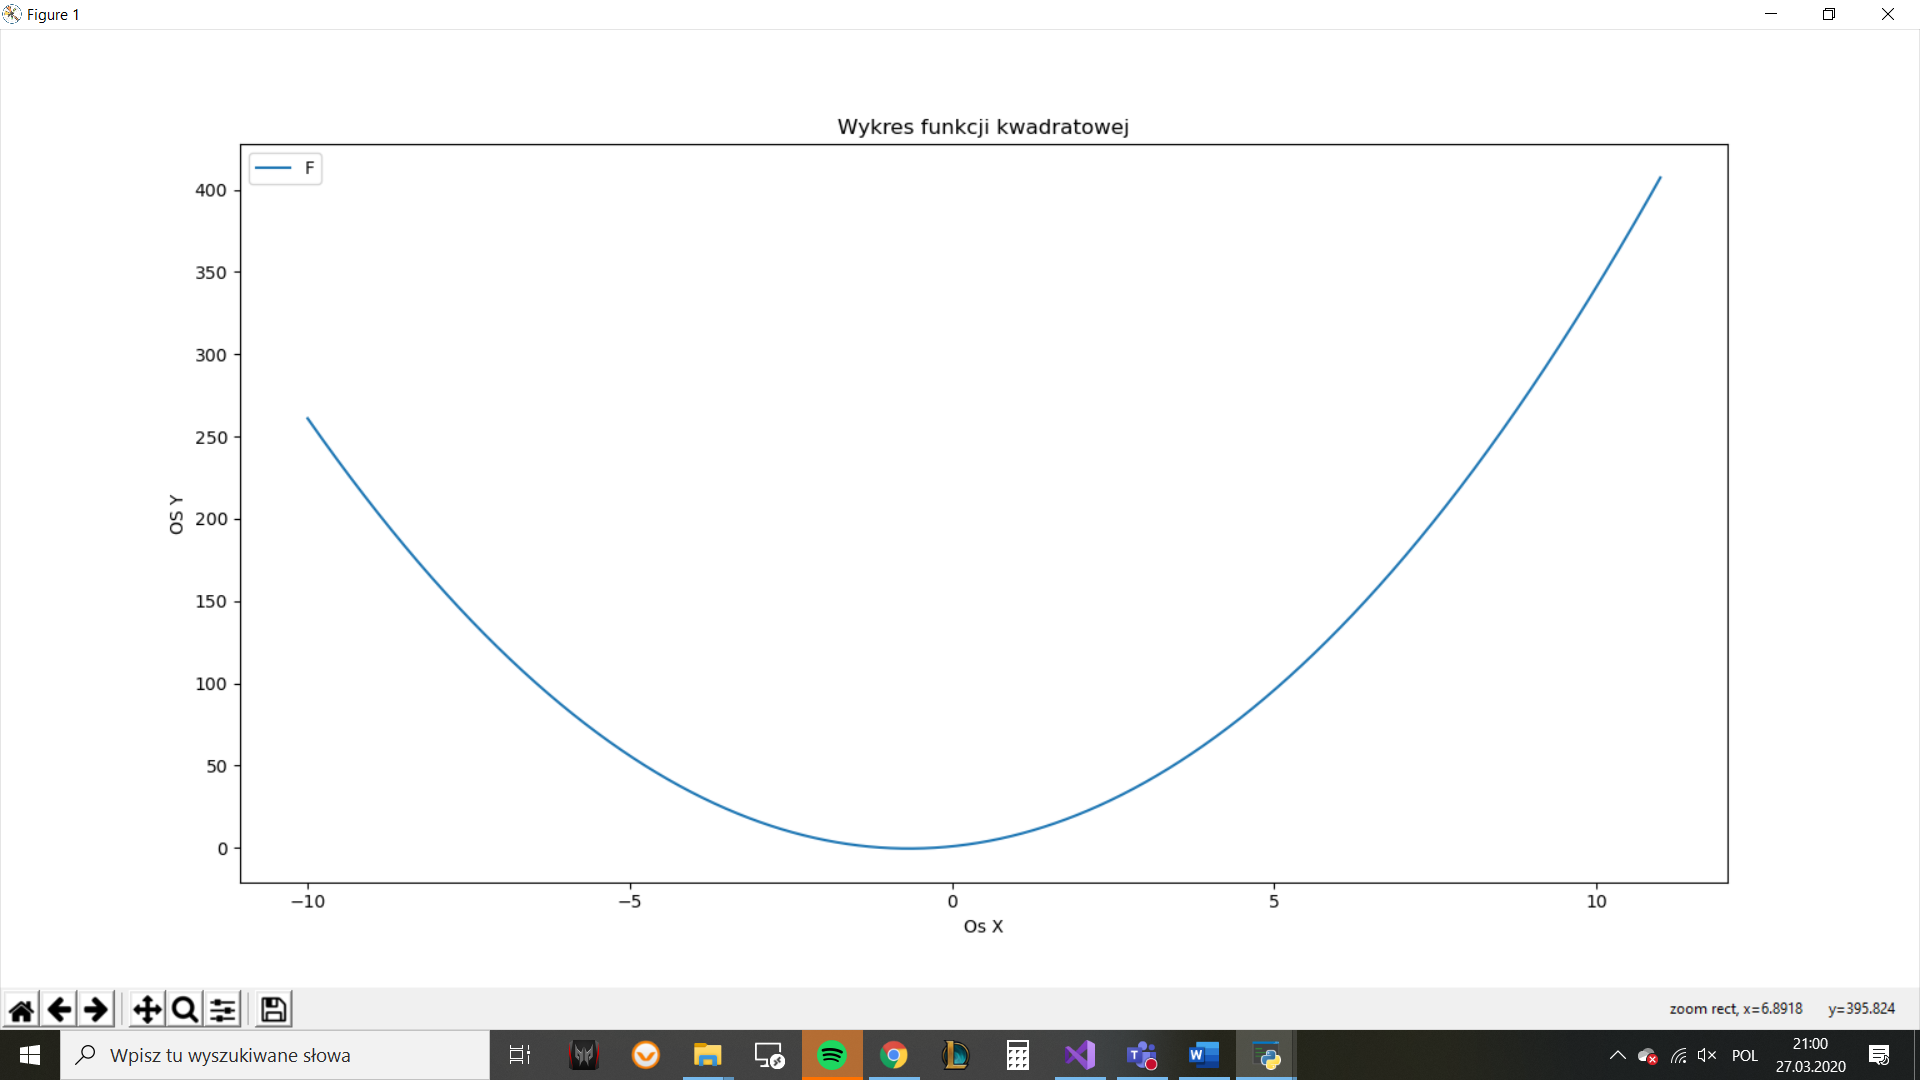 Figure 1
Wykres funkcji kwadratowej
F
400
350
300
250
200
150
100
50
0
OS Y
−10
−5
0
5
10
Os X
zoom rect, x=6.8918 y=395.824
Wpisz tu wyszukiwane słowa
POL
21:00
27.03.2020